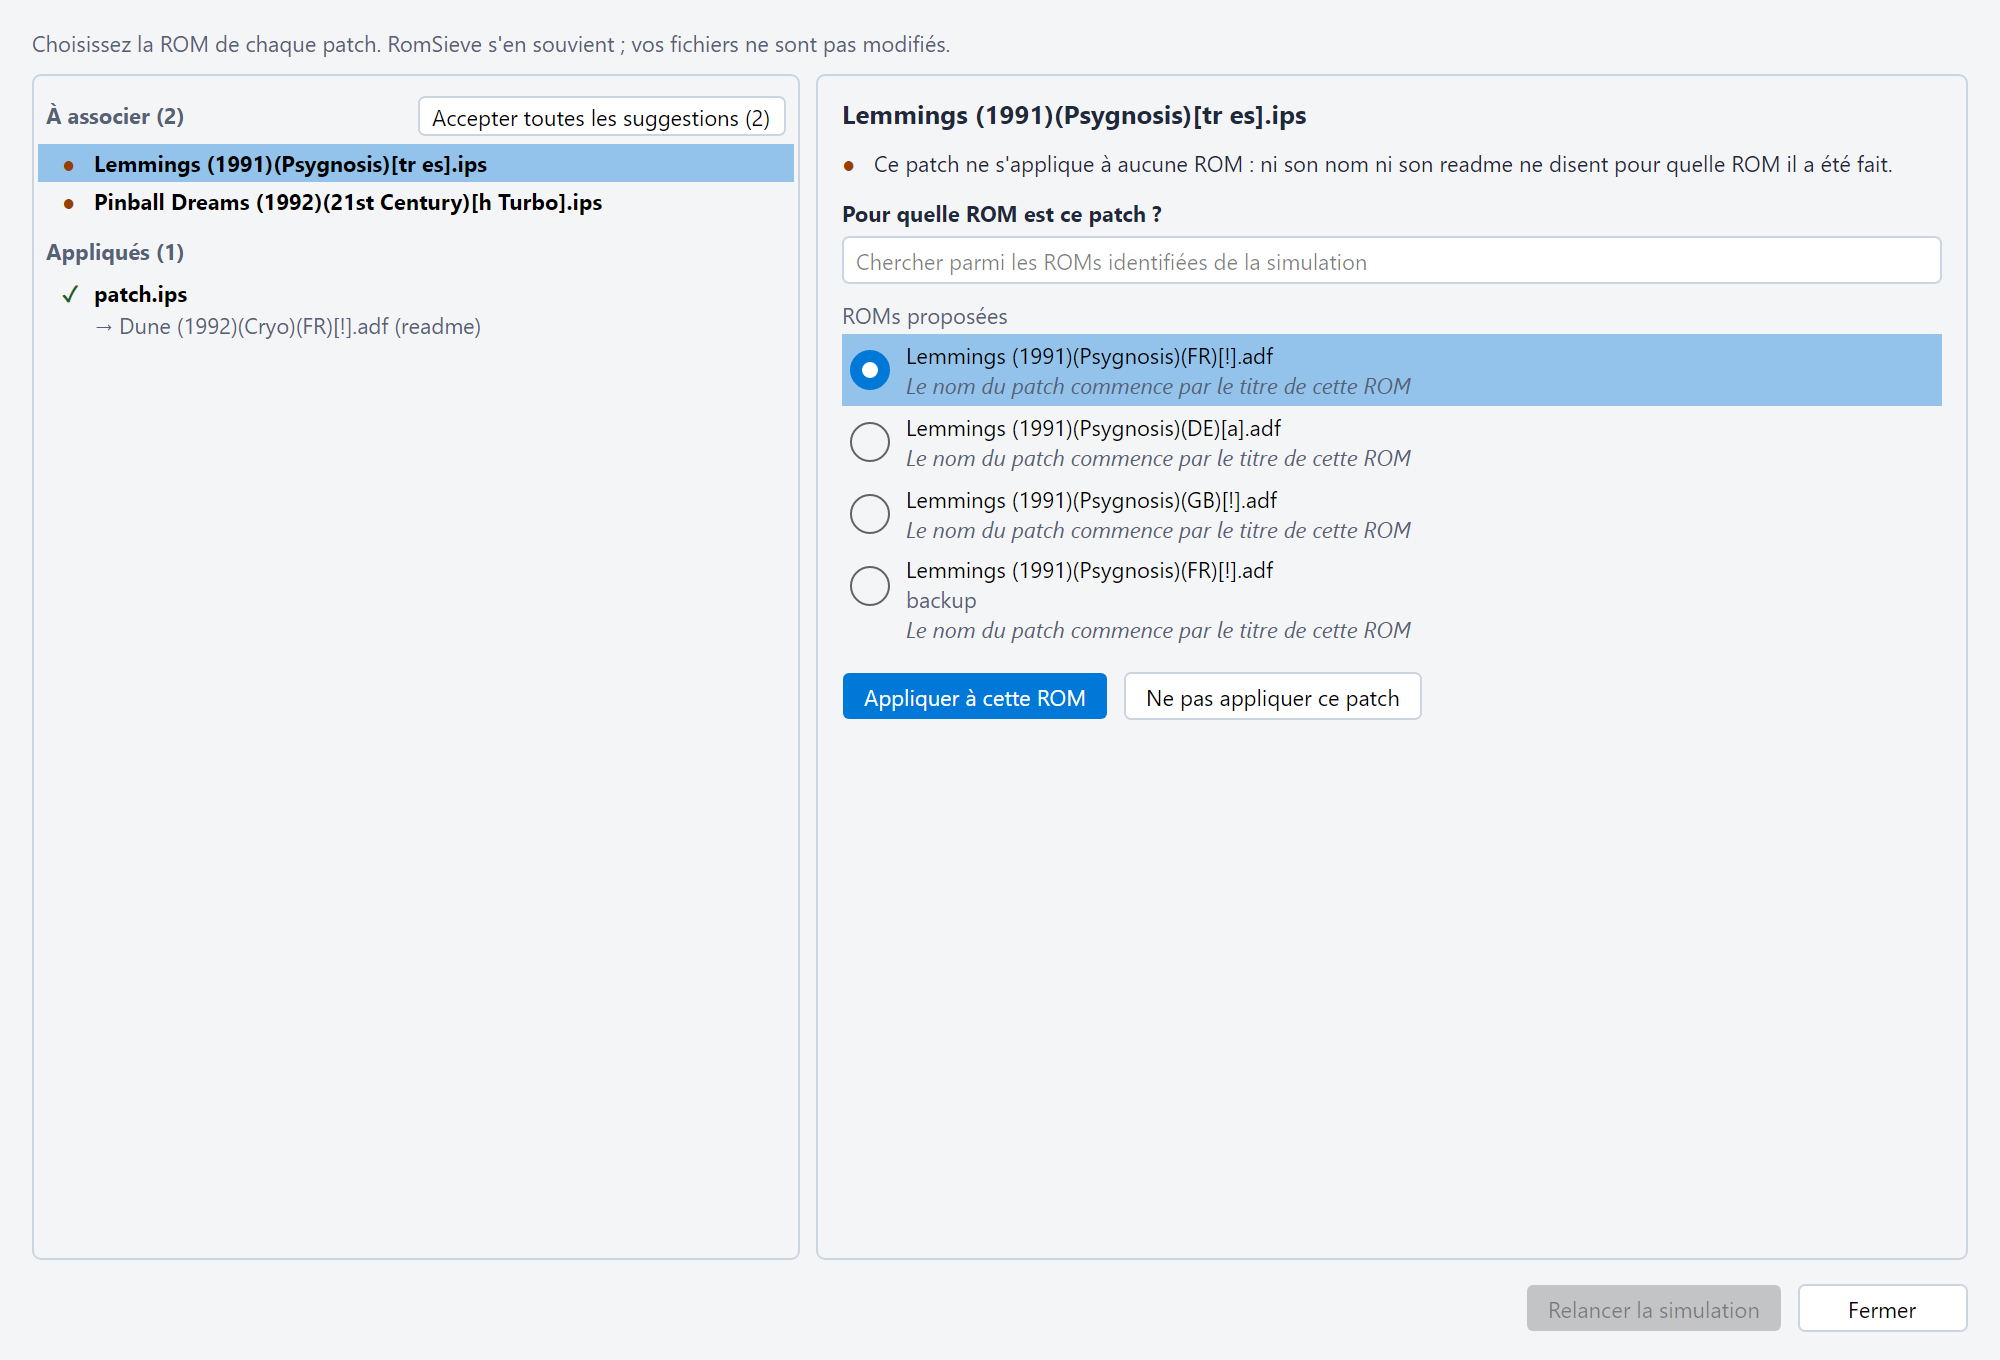 Choisissez la ROM de chaque patch. RomSieve s'en souvient ; vos fichiers ne sont pas modifiés.
À associer (2)
Accepter toutes les suggestions (2)
Lemmings (1991)(Psygnosis)[tr es].ips
Pinball Dreams (1992)(21st Century)[h Turbo].ips
Appliqués (1)
✓ patch.ips
→ Dune (1992)(Cryo)(FR)[!].adf (readme)
Lemmings (1991)(Psygnosis)[tr es].ips
Ce patch ne s'applique à aucune ROM : ni son nom ni son readme ne disent pour quelle ROM il a été fait.
Pour quelle ROM est ce patch ?
Chercher parmi les ROMs identifiées de la simulation
ROMs proposées
Lemmings (1991)(Psygnosis)(FR)[!].adf
Le nom du patch commence par le titre de cette ROM
Lemmings (1991)(Psygnosis)(DE)[a].adf
Le nom du patch commence par le titre de cette ROM
Lemmings (1991)(Psygnosis)(GB)[!].adf
Le nom du patch commence par le titre de cette ROM
Lemmings (1991)(Psygnosis)(FR)[!].adf
backup
Le nom du patch commence par le titre de cette ROM
Appliquer à cette ROM
Ne pas appliquer ce patch
Relancer la simulation
Fermer